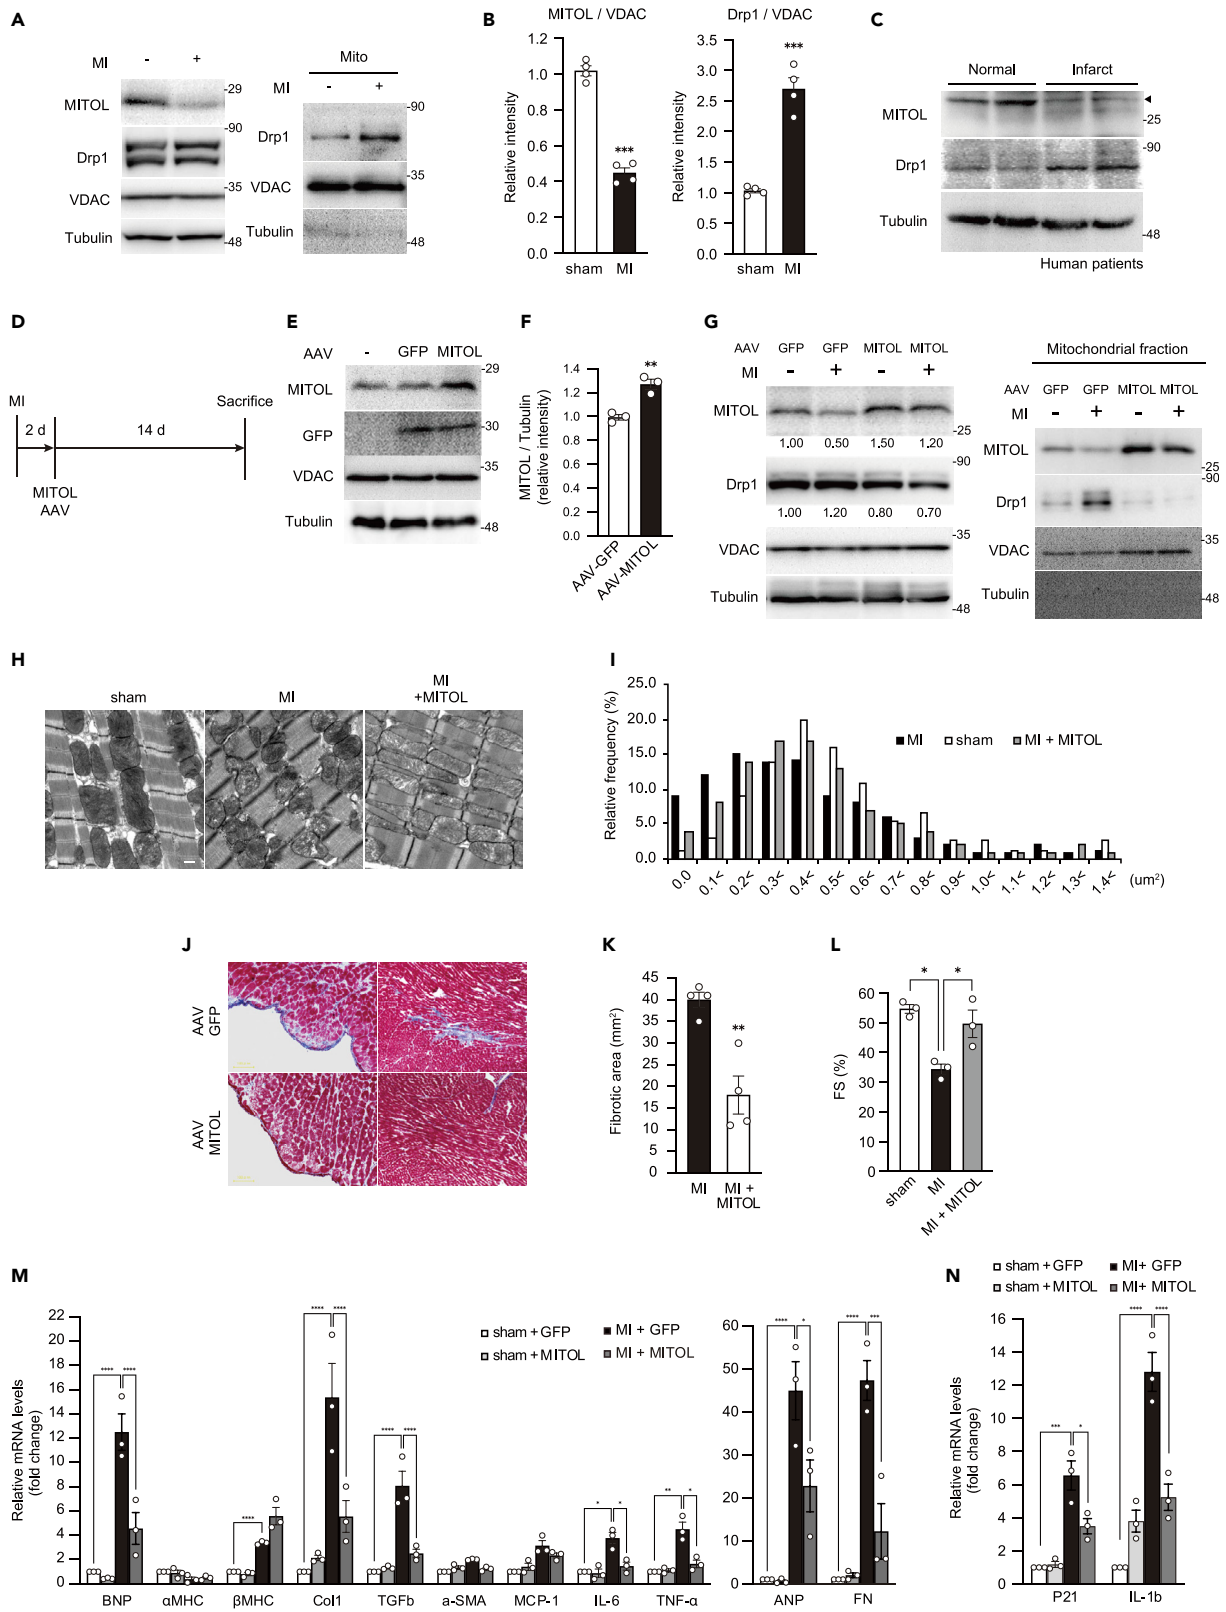 A
MI - +
MITOL
-29
-90
Drp1
-35
VDAC
Tubulin
-48
Mito
MI - +
-90
Drp1
-35
VDAC
Tubulin
-48
B
MITOL / VDAC
Relative intensity
1.2
1.0
0.8
0.6
0.4
0.2
0.0
***
sham MI
Drp1 / VDAC
Relative intensity
3.5
3.0
2.5
2.0
1.5
1.0
0.5
0.0
***
sham MI
C
Normal Infarct
MITOL
-25
-90
Drp1
Tubulin
-48
Human patients
D
MI
Sacrifice
2 d
14 d
MITOL
AAV
E
AAV - GFP MITOL
-29
MITOL
GFP
-30
-35
VDAC
Tubulin
-48
F
MITOL / Tubulin
(relative intensity)
1.4
1.2
1.0
0.8
0.6
0.4
0.2
0.0
**
AAV-GFP
AAV-MITOL
G
AAV GFP GFP MITOL MITOL
MI - + - +
MITOL
-25
1.00 0.50 1.50 1.20
-90
Drp1
1.00 1.20 0.80 0.70
-35
VDAC
Tubulin
-48
Mitochondrial fraction
AAV GFP GFP MITOL MITOL
MI - + - +
MITOL
-25
-90
Drp1
-35
VDAC
Tubulin
-48
H
sham
MI
MI
+MITOL
I
Relative frequency (%)
25.0
20.0
15.0
10.0
5.0
0.0
MI sham MI + MITOL
0.0 0.1< 0.2< 0.3< 0.4< 0.5< 0.6< 0.7< 0.8< 0.9< 1.0< 1.1< 1.2< 1.3< 1.4< (um²)
J
AAV
GFP
AAV
MITOL
K
Fibrotic area (mm²)
45
40
35
30
25
20
15
10
5
0
**
MI
MI +
MITOL
L
FS (%)
60
50
40
30
20
10
0
* *
sham
MI
MI + MITOL
M
Relative mRNA levels
(fold change)
22
20
18
16
14
12
10
8
6
4
2
0
sham + GFP MI + GFP
sham + MITOL MI + MITOL
**** ****
****
**** ****
**** ****
* *
** *
BNP αMHC βMHC Col1 TGFb a-SMA MCP-1 IL-6 TNF-α
60
50
40
30
20
10
0
**** *
**** ***
ANP FN
N
sham + GFP MI+ GFP
sham + MITOL MI+ MITOL
Relative mRNA levels
(fold change)
16
14
12
10
8
6
4
2
0
*** *
**** ****
P21 IL-1b